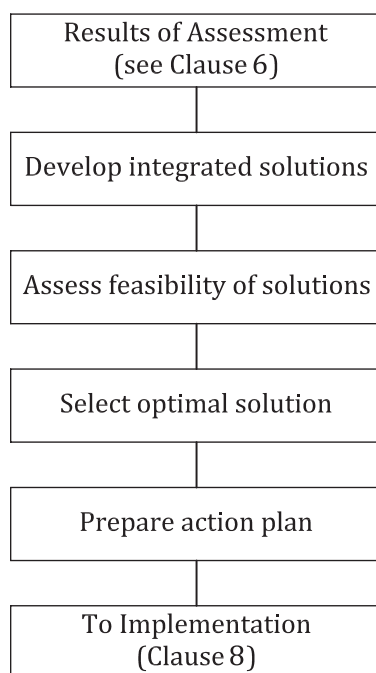 Results of Assessment
(see Clause 6)
Develop integrated solutions
Assess feasibility of solutions
Select optimal solution
Prepare action plan
To Implementation
(Clause 8)